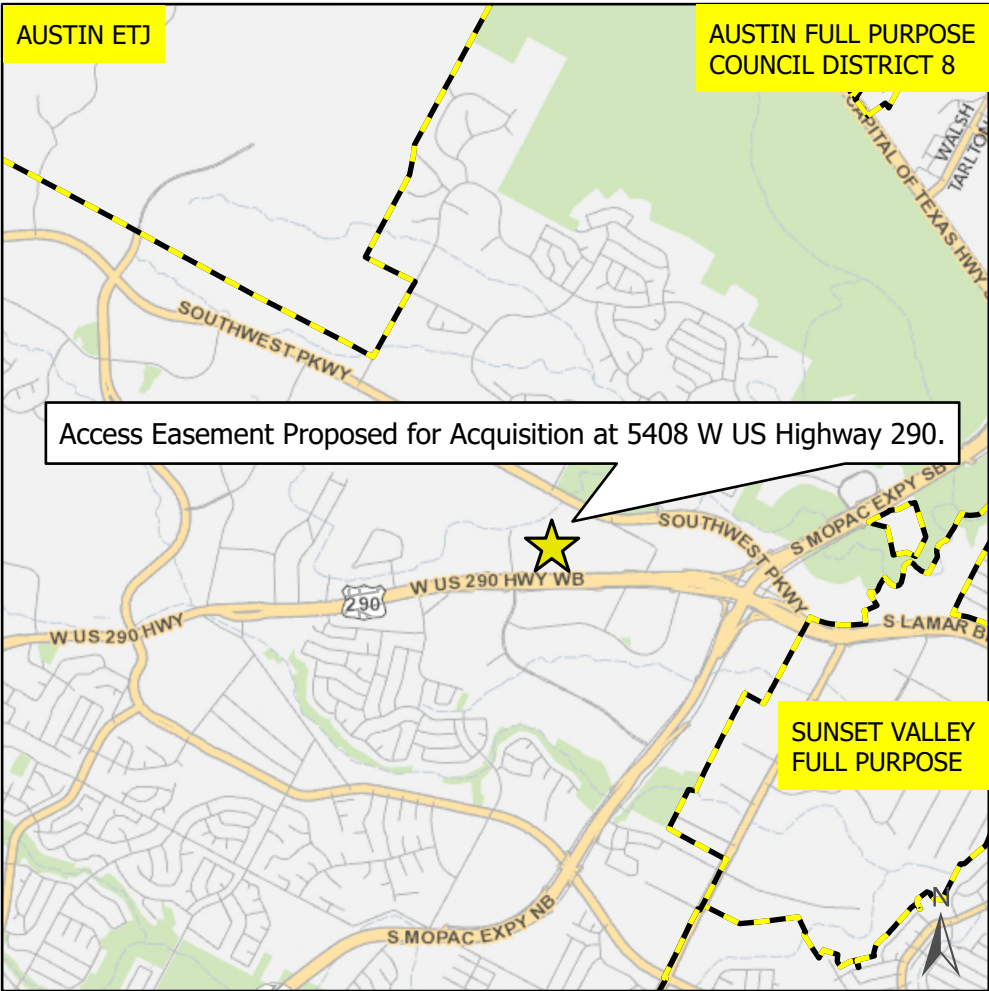 AUSTIN ETJ
AUSTIN FULL PURPOSE
COUNCIL DISTRICT 8
CAPITAL OF TEXAS HWY
WALSH
TARLTON
SOUTHWEST PKWY
Access Easement Proposed for Acquisition at 5408 W US Highway 290.
S MOPAC EXPY SB
SOUTHWEST PKWY
W US 290 HWY WB
290
W US 290 HWY
S LAMAR B
SUNSET VALLEY
FULL PURPOSE
S MOPAC EXPY NB
N